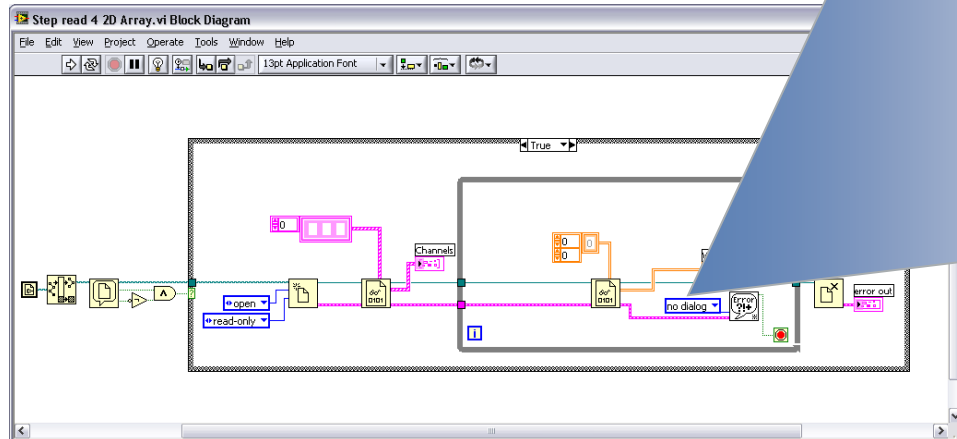 Step read 4 2D Array.vi Block Diagram
File Edit View Project Operate Tools Window Help
13pt Application Font
True
0
Channels
0
0
0
open
read-only
no dialog
Error
?!+
error out
i